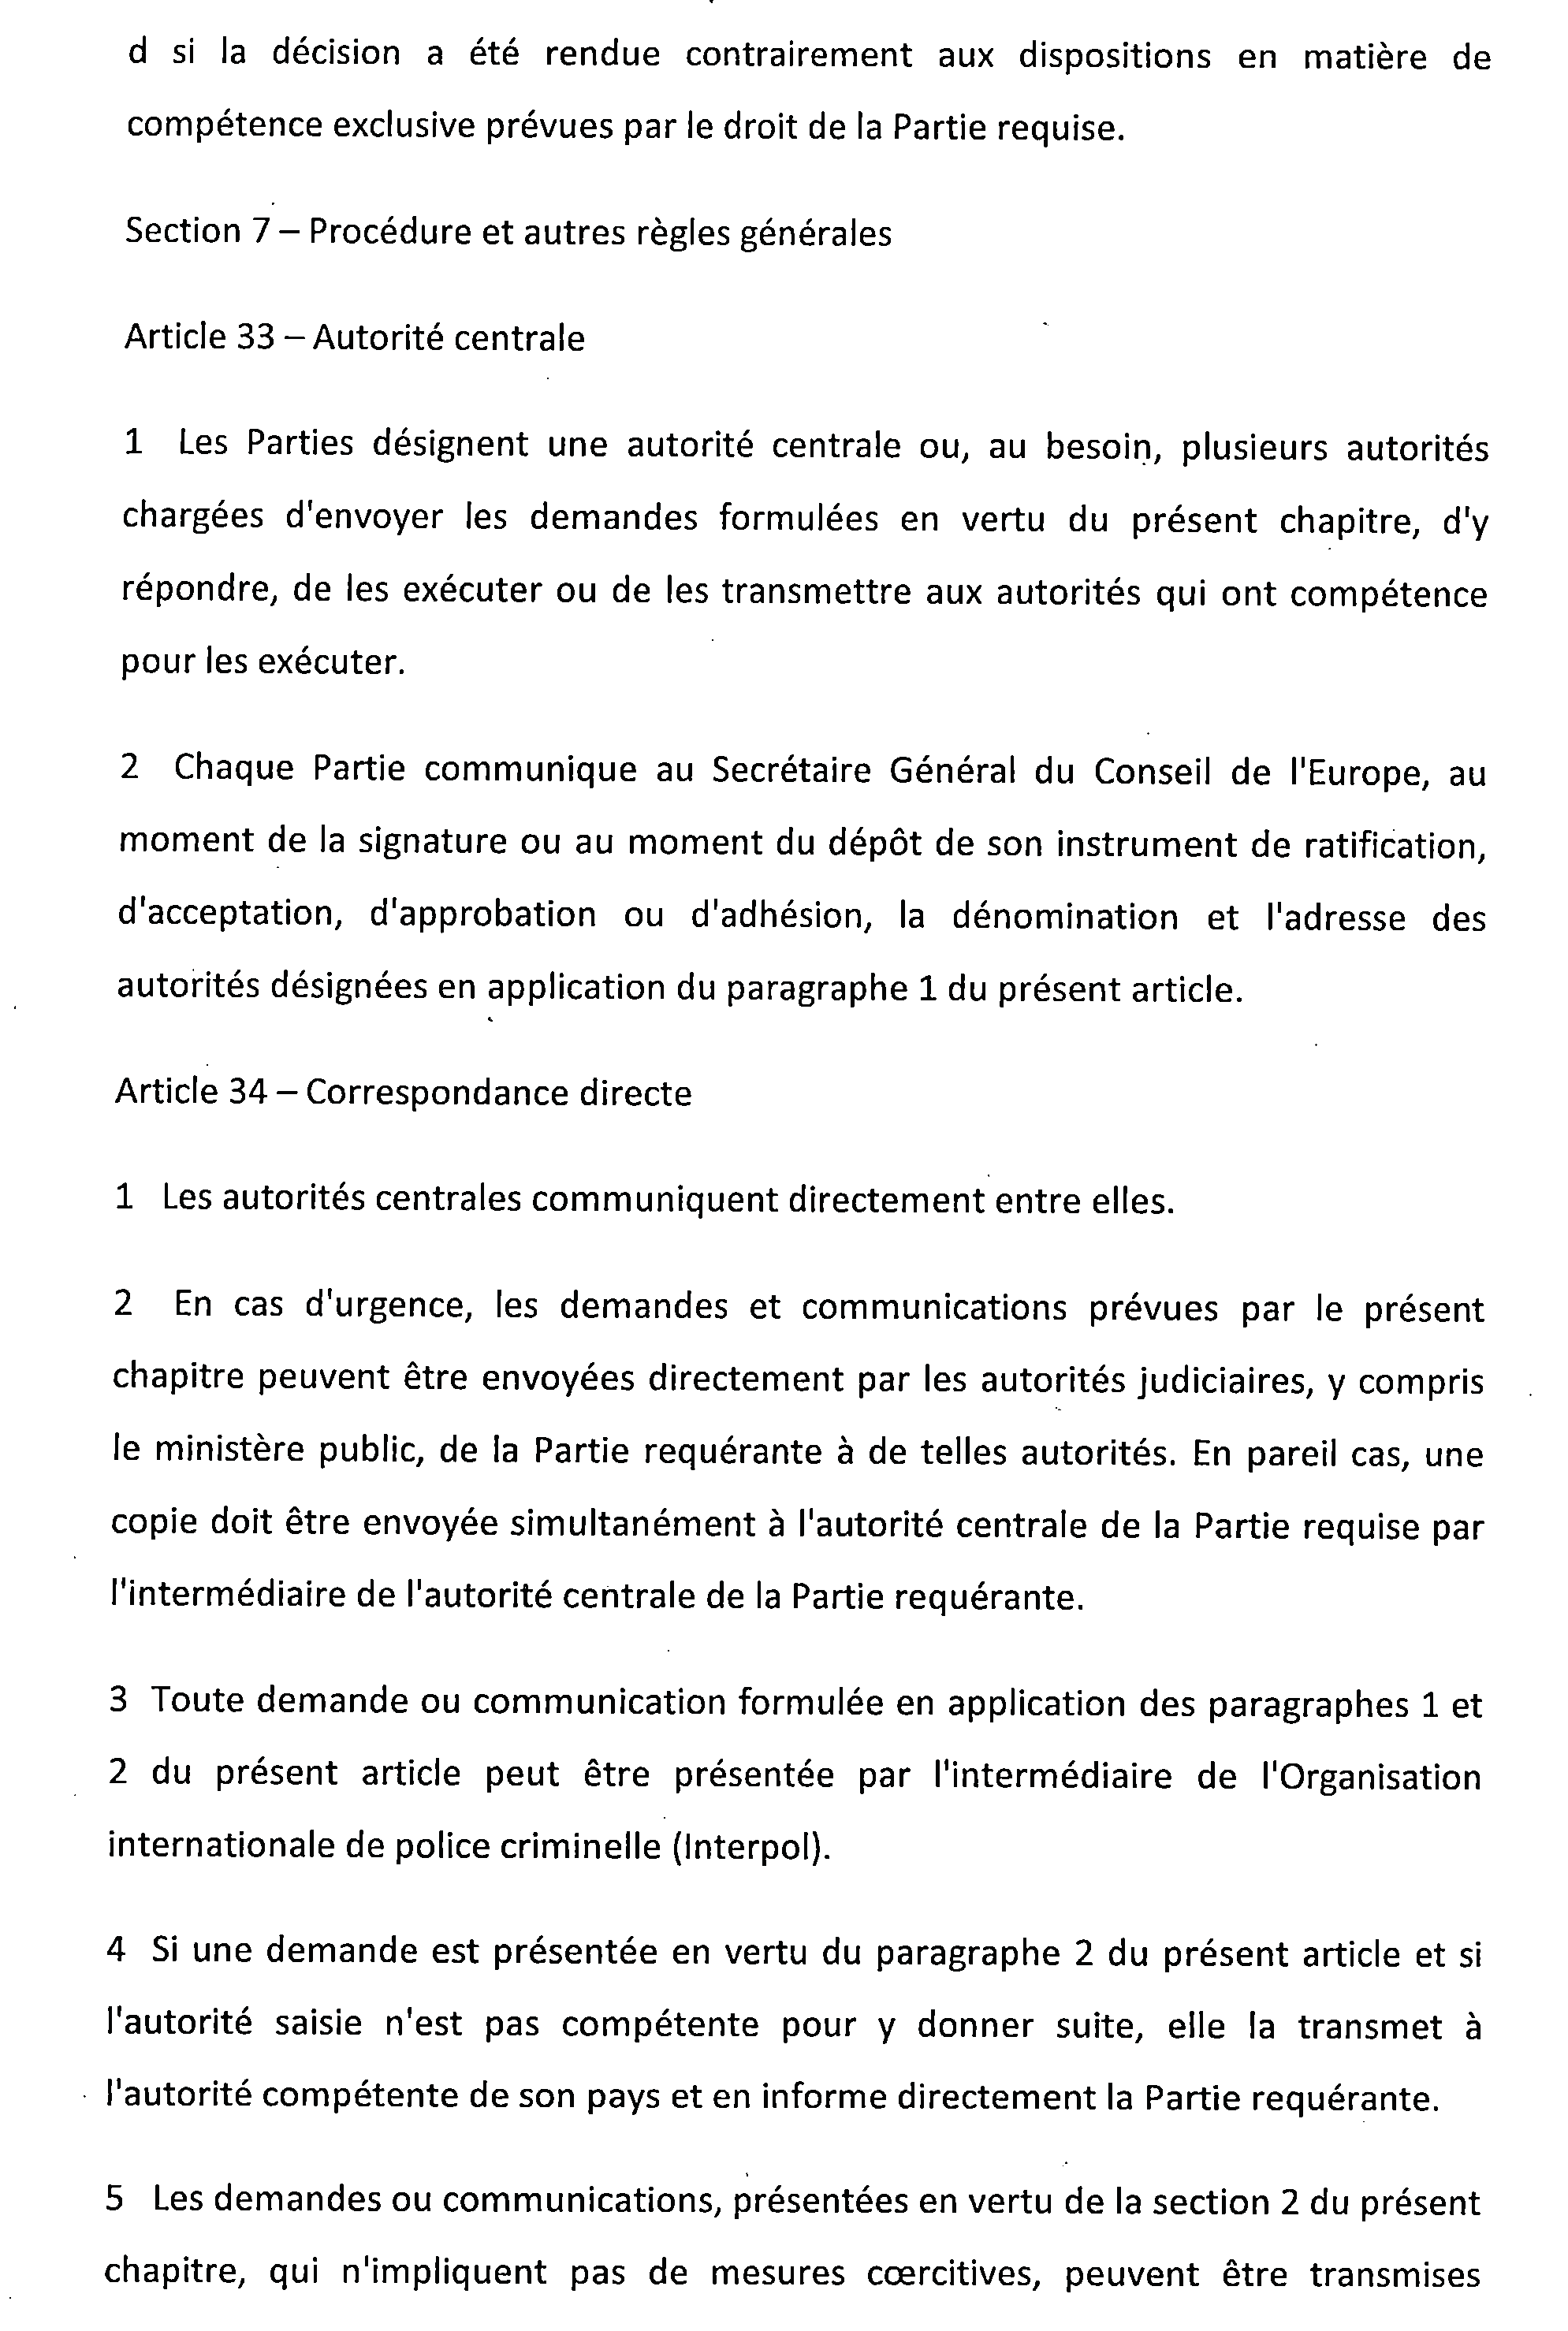 d si la décision a été rendue contrairement aux dispositions en matière de
compétence exclusive prévues par le droit de la Partie requise.
Section 7 – Procédure et autres règles générales
Article 33 – Autorité centrale
1 Les Parties désignent une autorité centrale ou, au besoin, plusieurs autorités
chargées d'envoyer les demandes formulées en vertu du présent chapitre, d'y
répondre, de les exécuter ou de les transmettre aux autorités qui ont compétence
pour les exécuter.
2 Chaque Partie communique au Secrétaire Général du Conseil de l'Europe, au
moment de la signature ou au moment du dépôt de son instrument de ratification,
d'acceptation, d'approbation ou d'adhésion, la dénomination et l'adresse des
autorités désignées en application du paragraphe 1 du présent article.
Article 34 – Correspondance directe
1 Les autorités centrales communiquent directement entre elles.
2 En cas d'urgence, les demandes et communications prévues par le présent
chapitre peuvent être envoyées directement par les autorités judiciaires, y compris
le ministère public, de la Partie requérante à de telles autorités. En pareil cas, une
copie doit être envoyée simultanément à l'autorité centrale de la Partie requise par
l'intermédiaire de l'autorité centrale de la Partie requérante.
3 Toute demande ou communication formulée en application des paragraphes 1 et
2 du présent article peut être présentée par l'intermédiaire de l'Organisation
internationale de police criminelle (Interpol).
4 Si une demande est présentée en vertu du paragraphe 2 du présent article et si
l'autorité saisie n'est pas compétente pour y donner suite, elle la transmet à
l'autorité compétente de son pays et en informe directement la Partie requérante.
5 Les demandes ou communications, présentées en vertu de la section 2 du présent
chapitre, qui n'impliquent pas de mesures cœrcitives, peuvent être transmises